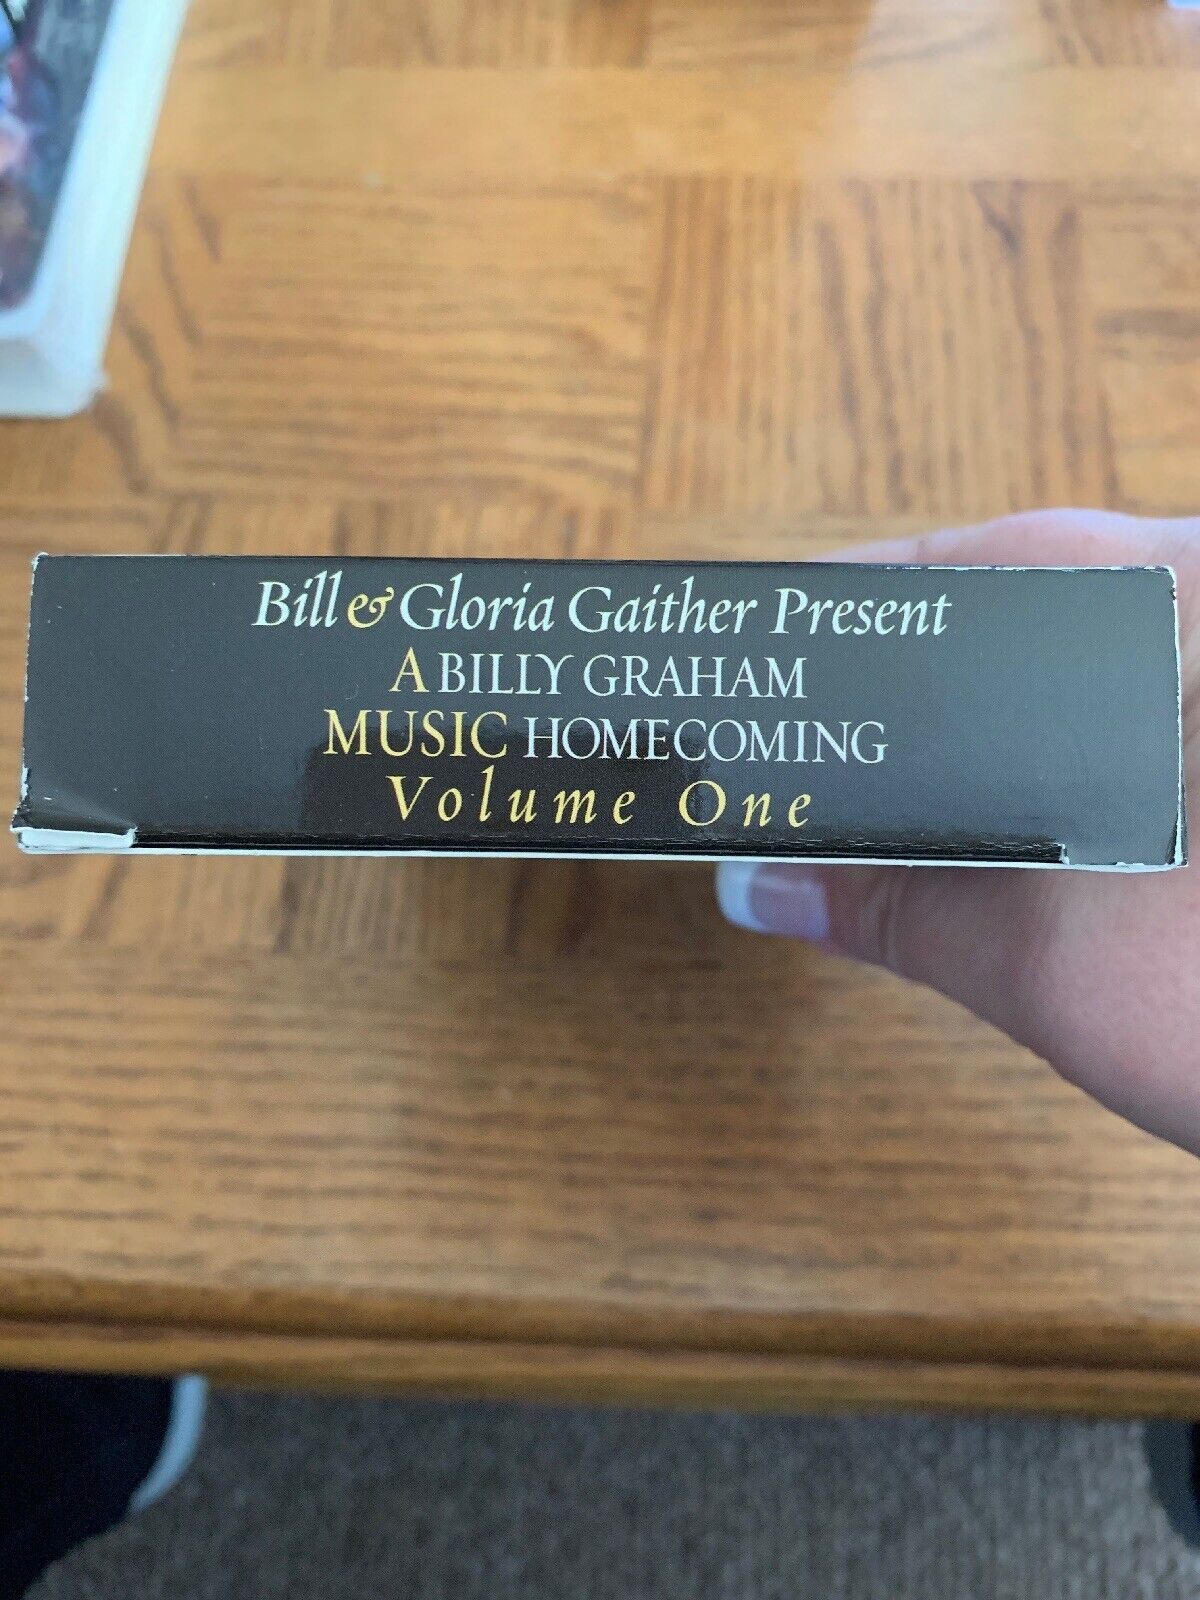 Bill & Gloria Gaither Present
A BILLY GRAHAM
MUSIC HOMECOMING
Volume One